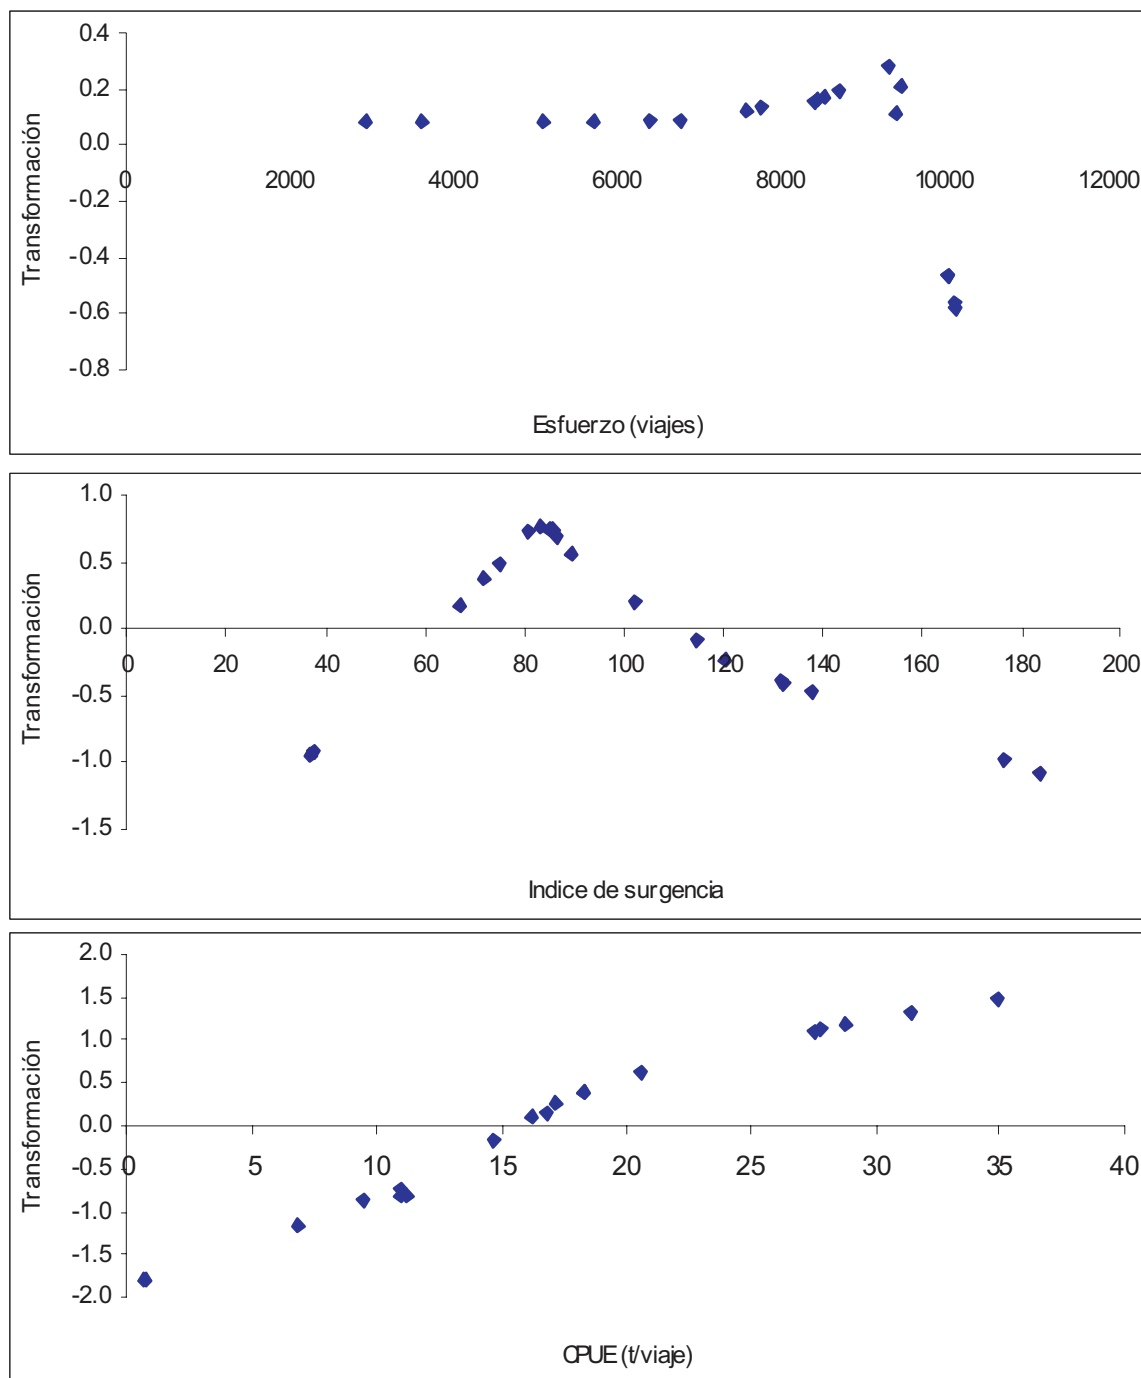 0.4
0.2
0.0
0 2000 4000 6000 8000 10000 12000
-0.2
-0.4
-0.6
-0.8
Transformación
Esfuerzo (viajes)
1.0
0.5
0.0
0 20 40 60 80 100 120 140 160 180 200
-0.5
-1.0
-1.5
Transformación
Indice de surgencia
2.0
1.5
1.0
0.5
0.0
0 5 10 15 20 25 30 35 40
-0.5
-1.0
-1.5
-2.0
Transformación
CPUE (t/viaje)